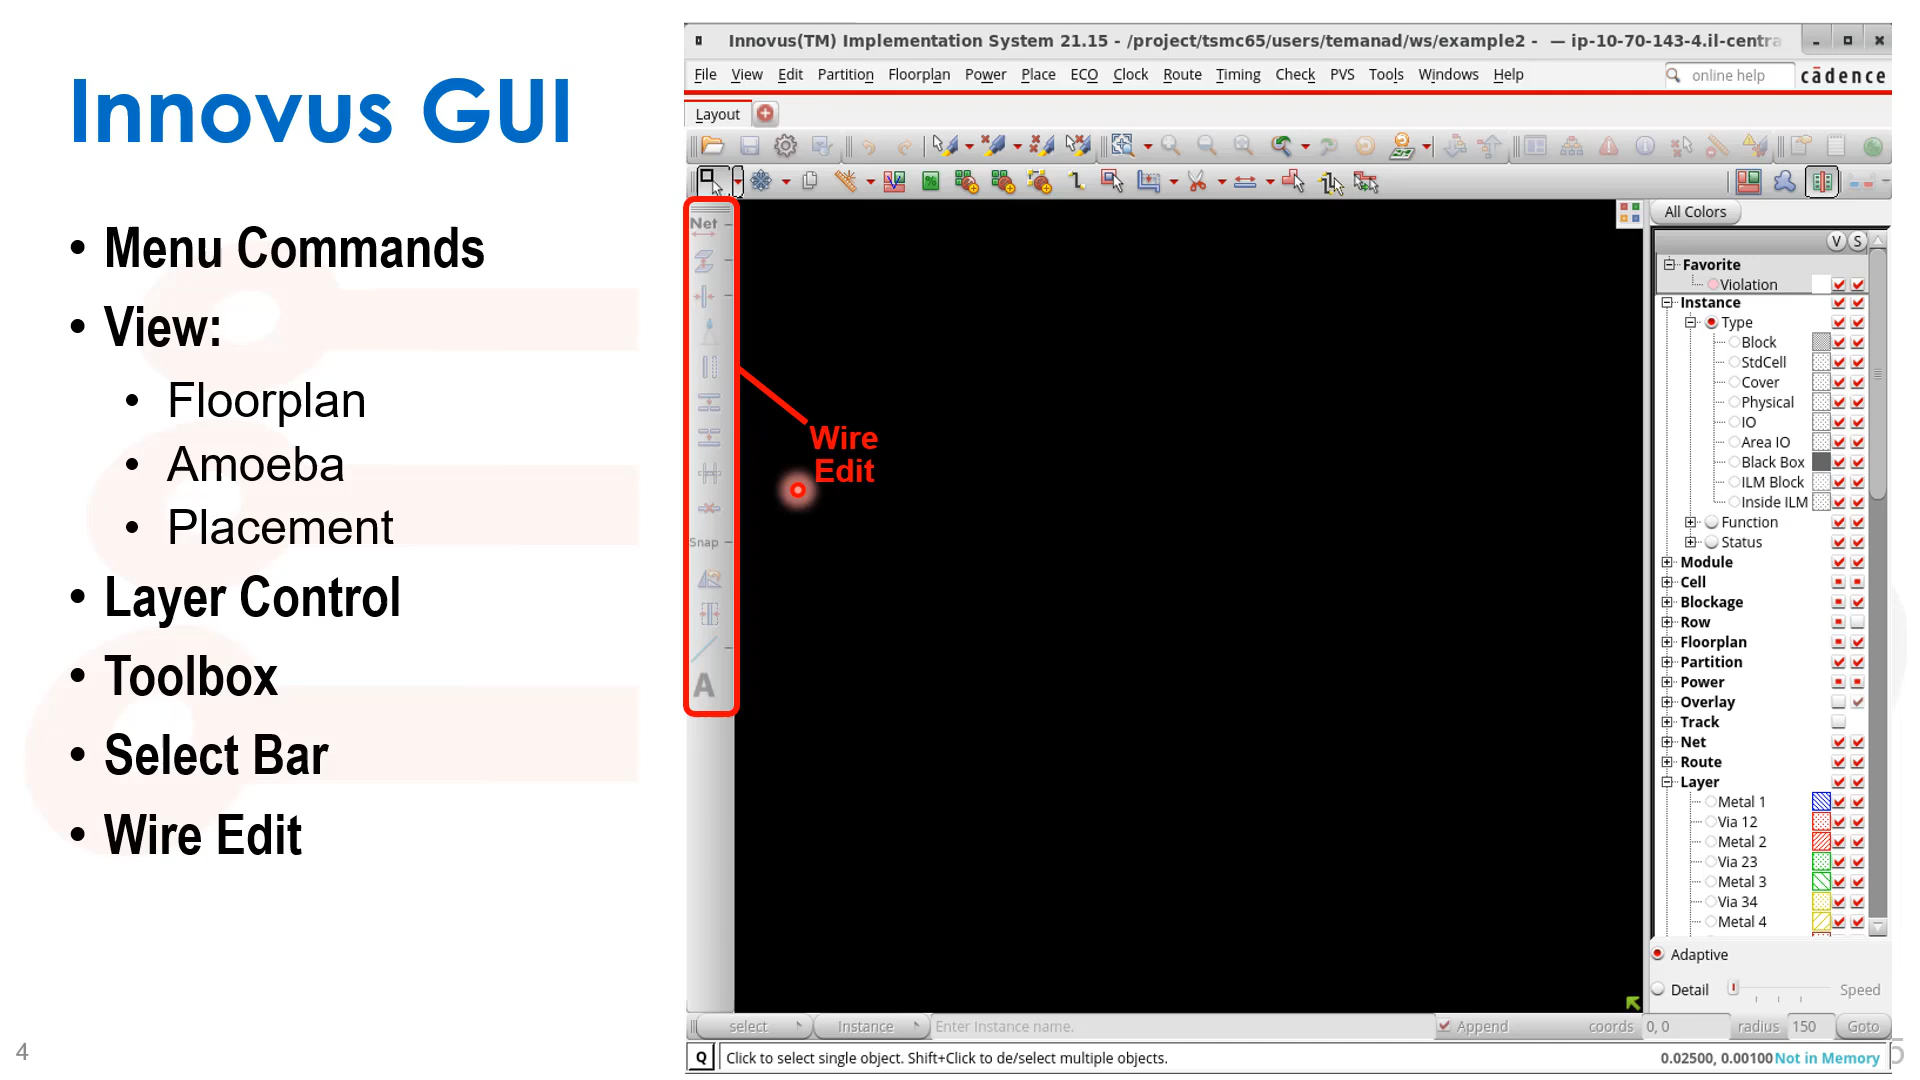 Innovus GUI
• Menu Commands
• View:
• Floorplan
• Amoeba
• Placement
• Layer Control
• Toolbox
• Select Bar
• Wire Edit
4
Innovus(TM) Implementation System 21.15 - /project/tsmc65/users/temanad/ws/example2 - — ip-10-70-143-4.il-centra
File View Edit Partition Floorplan Power Place ECO Clock Route Timing Check PVS Tools Windows Help
online help
cādence
Layout
Net
Snap
A
Wire
Edit
All Colors
V S
Favorite
Violation
Instance
Type
Block
StdCell
Cover
Physical
IO
Area IO
Black Box
ILM Block
Inside ILM
Function
Status
Module
Cell
Blockage
Row
Floorplan
Partition
Power
Overlay
Track
Net
Route
Layer
Metal 1
Via 12
Metal 2
Via 23
Metal 3
Via 34
Metal 4
Adaptive
Detail
Speed
select Instance Enter Instance name. Append coords 0, 0 radius 150 Goto
Q Click to select single object. Shift+Click to de/select multiple objects. 0.02500, 0.00100 Not in Memory
5